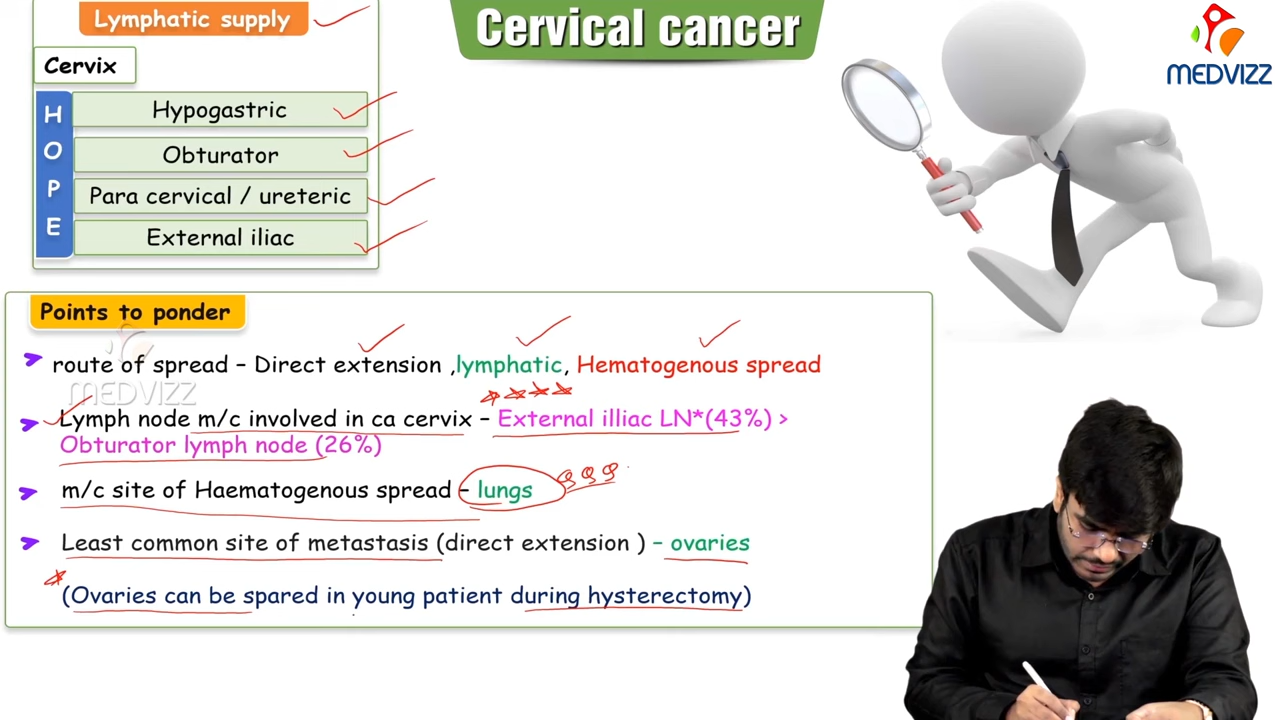 Lymphatic supply
Cervical cancer
MEDVIZZ
Cervix
H Hypogastric
O Obturator
P Para cervical / ureteric
E External iliac
Points to ponder
route of spread – Direct extension ,lymphatic, Hematogenous spread
MEDVIZZ
Lymph node m/c involved in ca cervix – External illiac LN*(43%) >
Obturator lymph node (26%)
m/c site of Haematogenous spread – lungs
Least common site of metastasis (direct extension ) – ovaries
(Ovaries can be spared in young patient during hysterectomy)